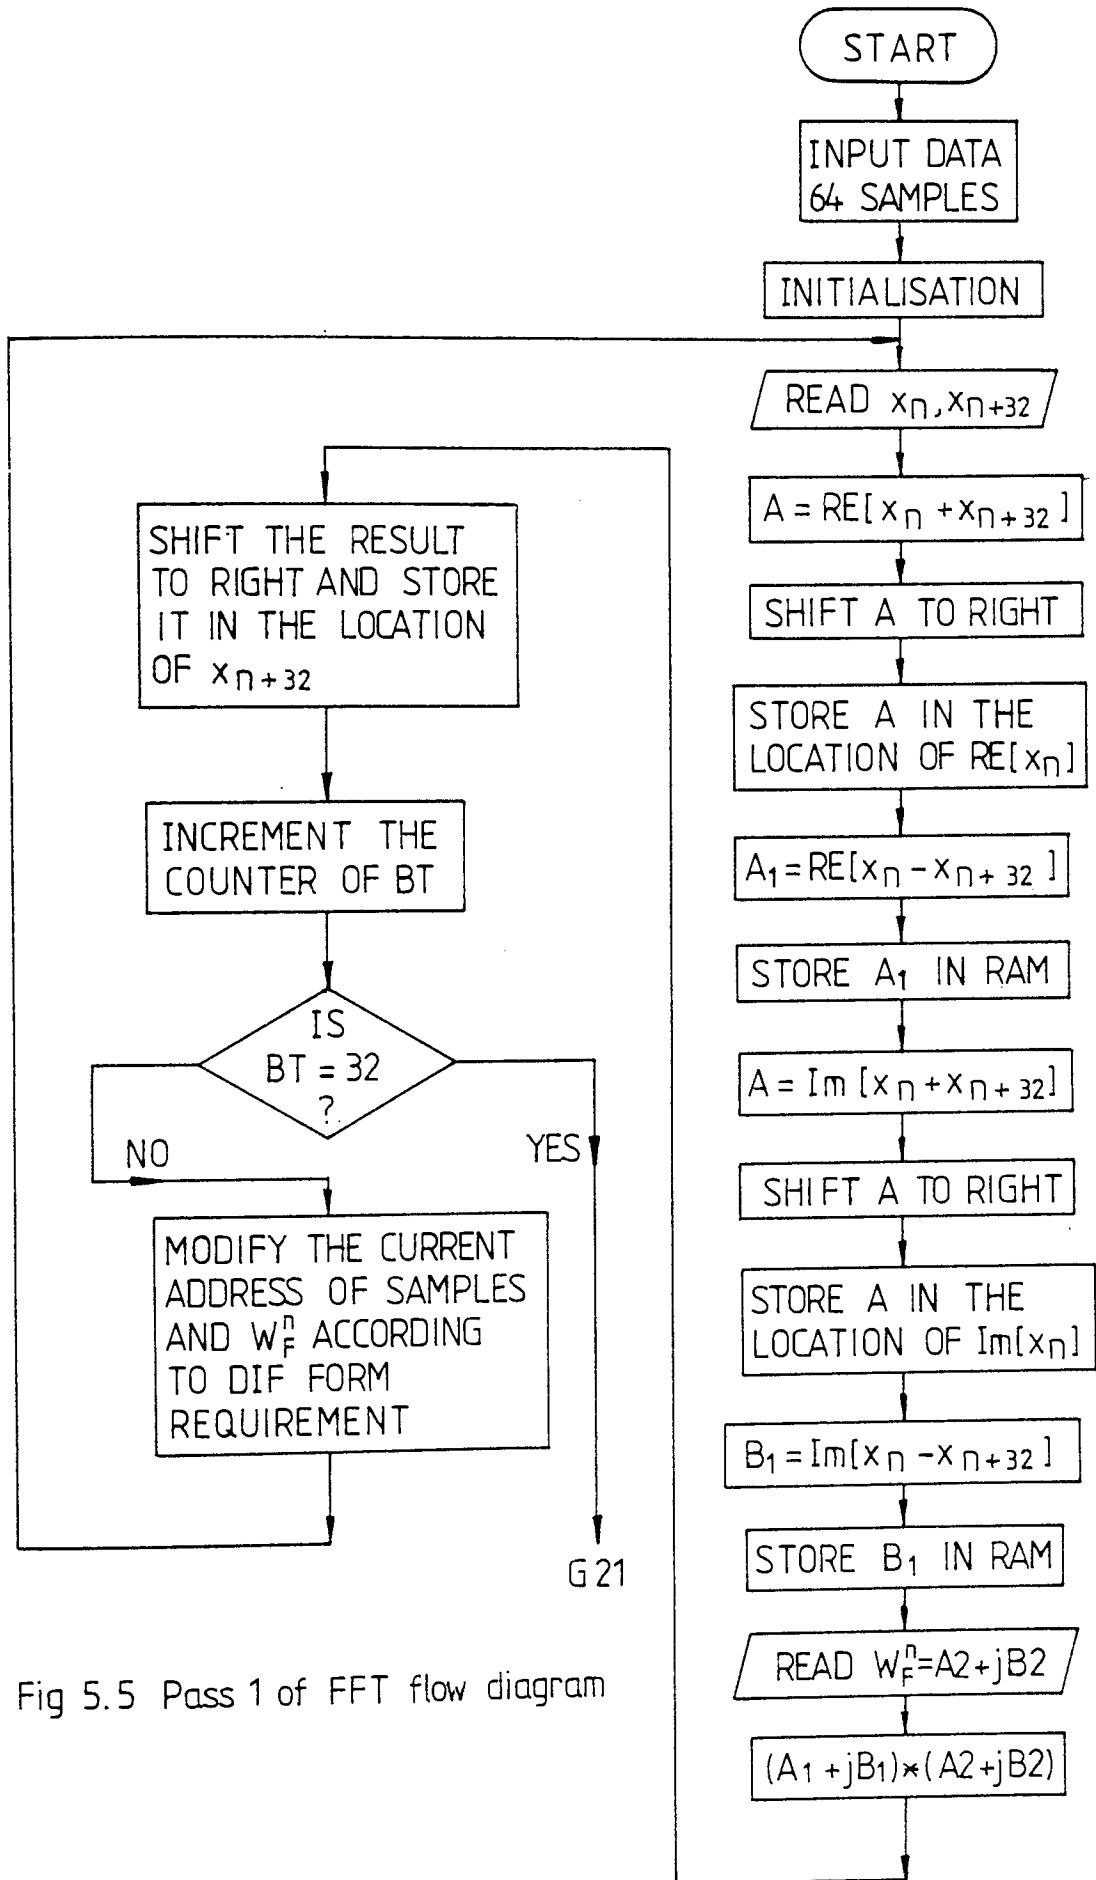 START
INPUT DATA
64 SAMPLES
INITIALISATION
READ xₙ, xₙ₊₃₂
A = RE[xₙ + xₙ₊₃₂]
SHIFT A TO RIGHT
STORE A IN THE
LOCATION OF RE[xₙ]
A₁ = RE[xₙ - xₙ₊₃₂]
STORE A₁ IN RAM
A = Im [xₙ + xₙ₊₃₂]
SHIFT A TO RIGHT
STORE A IN THE
LOCATION OF Im[xₙ]
B₁ = Im[xₙ - xₙ₊₃₂]
STORE B₁ IN RAM
READ W_F^n=A2+jB2
(A₁+jB₁)*(A2+jB2)
SHIFT THE RESULT
TO RIGHT AND STORE
IT IN THE LOCATION
OF xₙ₊₃₂
INCREMENT THE
COUNTER OF BT
IS
BT = 32
?
NO
YES
MODIFY THE CURRENT
ADDRESS OF SAMPLES
AND W_F^n ACCORDING
TO DIF FORM
REQUIREMENT
G21
Fig 5.5 Pass 1 of FFT flow diagram